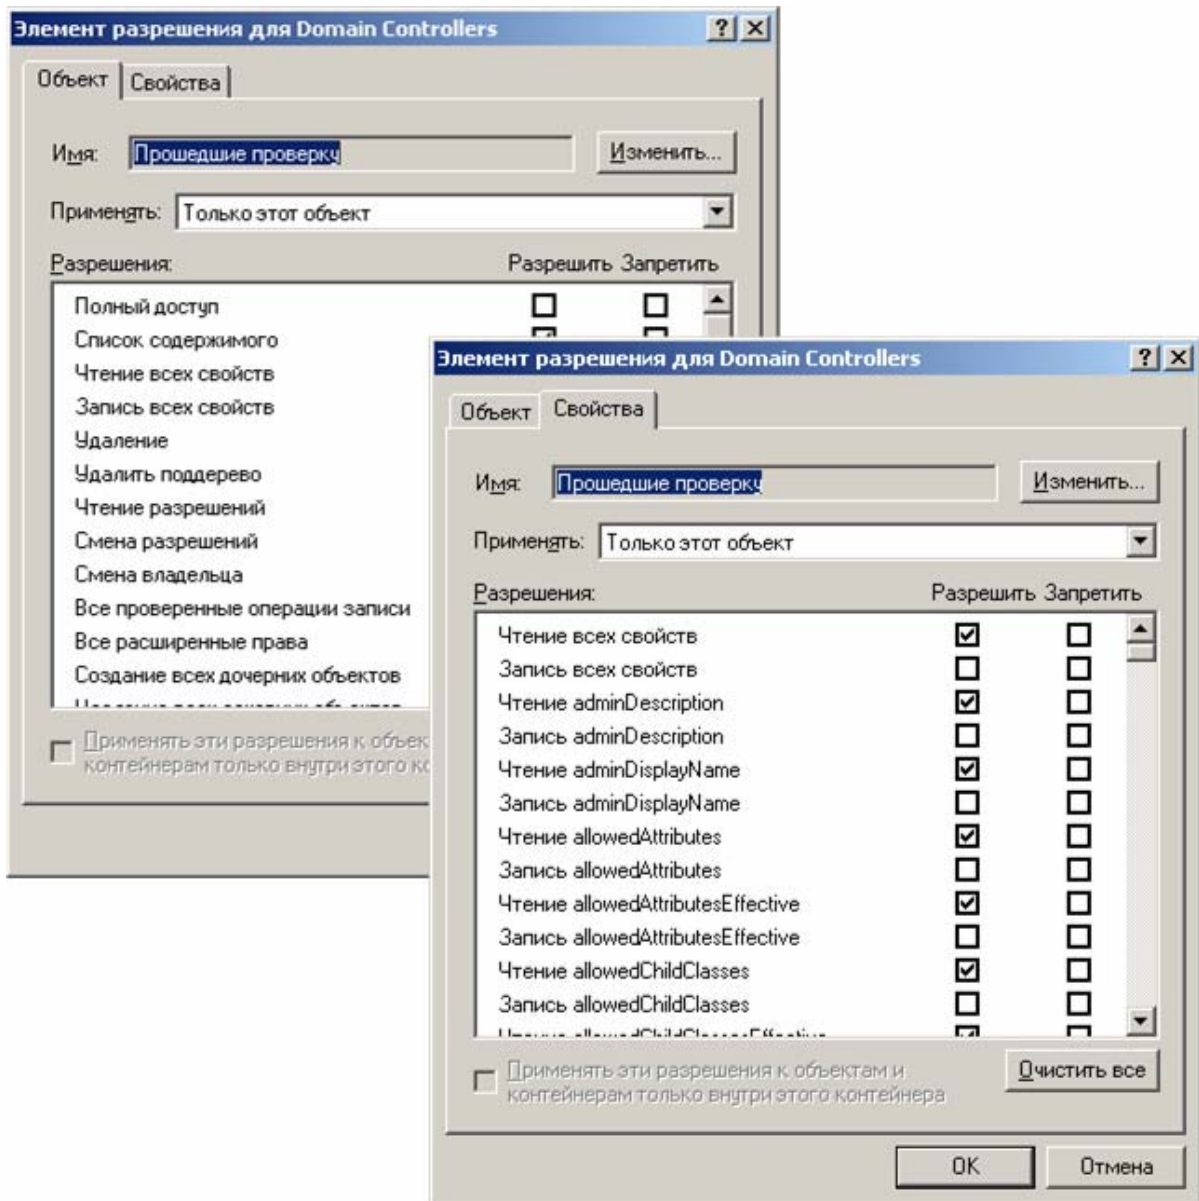 Элемент разрешения для Domain Controllers
Объект Свойства
Имя: Прошедшие проверку Изменить...
Применять: Только этот объект
Разрешения: Разрешить Запретить
Полный доступ
Список содержимого
Чтение всех свойств
Запись всех свойств
Удаление
Удалить поддерево
Чтение разрешений
Смена разрешений
Смена владельца
Все проверенные операции записи
Все расширенные права
Создание всех дочерних объектов
Применять эти разрешения к
контейнерам только внутри этого
Элемент разрешения для Domain Controllers
Объект Свойства
Имя: Прошедшие проверку Изменить...
Применять: Только этот объект
Разрешения: Разрешить Запретить
Чтение всех свойств
Запись всех свойств
Чтение adminDescription
Запись adminDescription
Чтение adminDisplayName
Запись adminDisplayName
Чтение allowedAttributes
Запись allowedAttributes
Чтение allowedAttributesEffective
Запись allowedAttributesEffective
Чтение allowedChildClasses
Запись allowedChildClasses
Чтение allowedChildClassesEffective
Применять эти разрешения к объектам и
контейнерам только внутри этого контейнера
Очистить все
OK Отмена